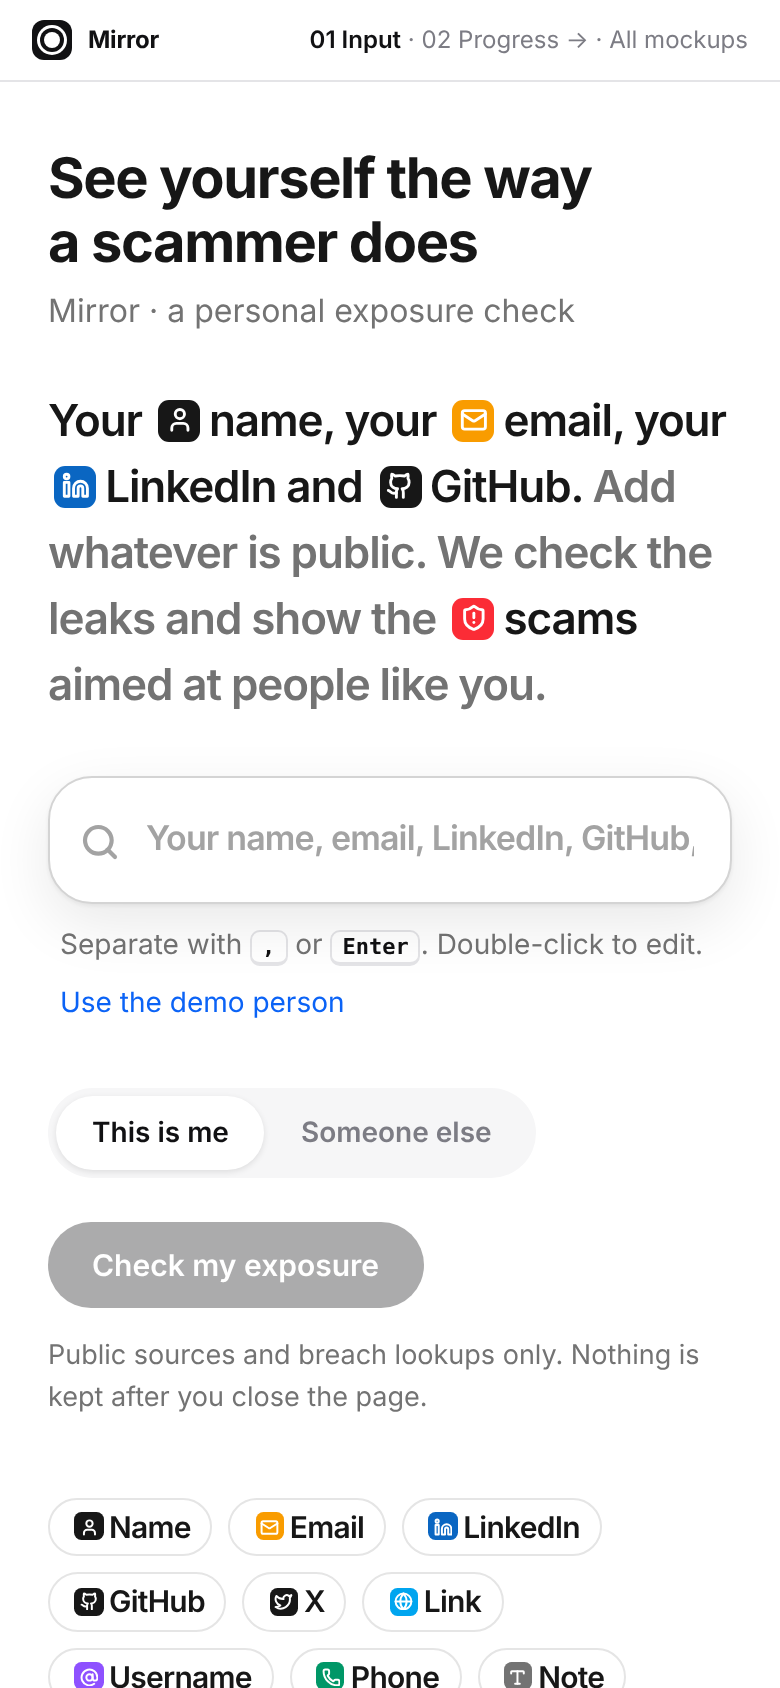 Mirror
01 Input · 02 Progress → · All mockups
See yourself the way
a scammer does
Mirror · a personal exposure check
Your name, your email, your
LinkedIn and GitHub. Add
whatever is public. We check the
leaks and show the scams
aimed at people like you.
Your name, email, LinkedIn, GitHub,
Separate with , or Enter. Double-click to edit.
Use the demo person
This is me Someone else
Check my exposure
Public sources and breach lookups only. Nothing is
kept after you close the page.
Name Email LinkedIn
GitHub X Link
Username Phone Note